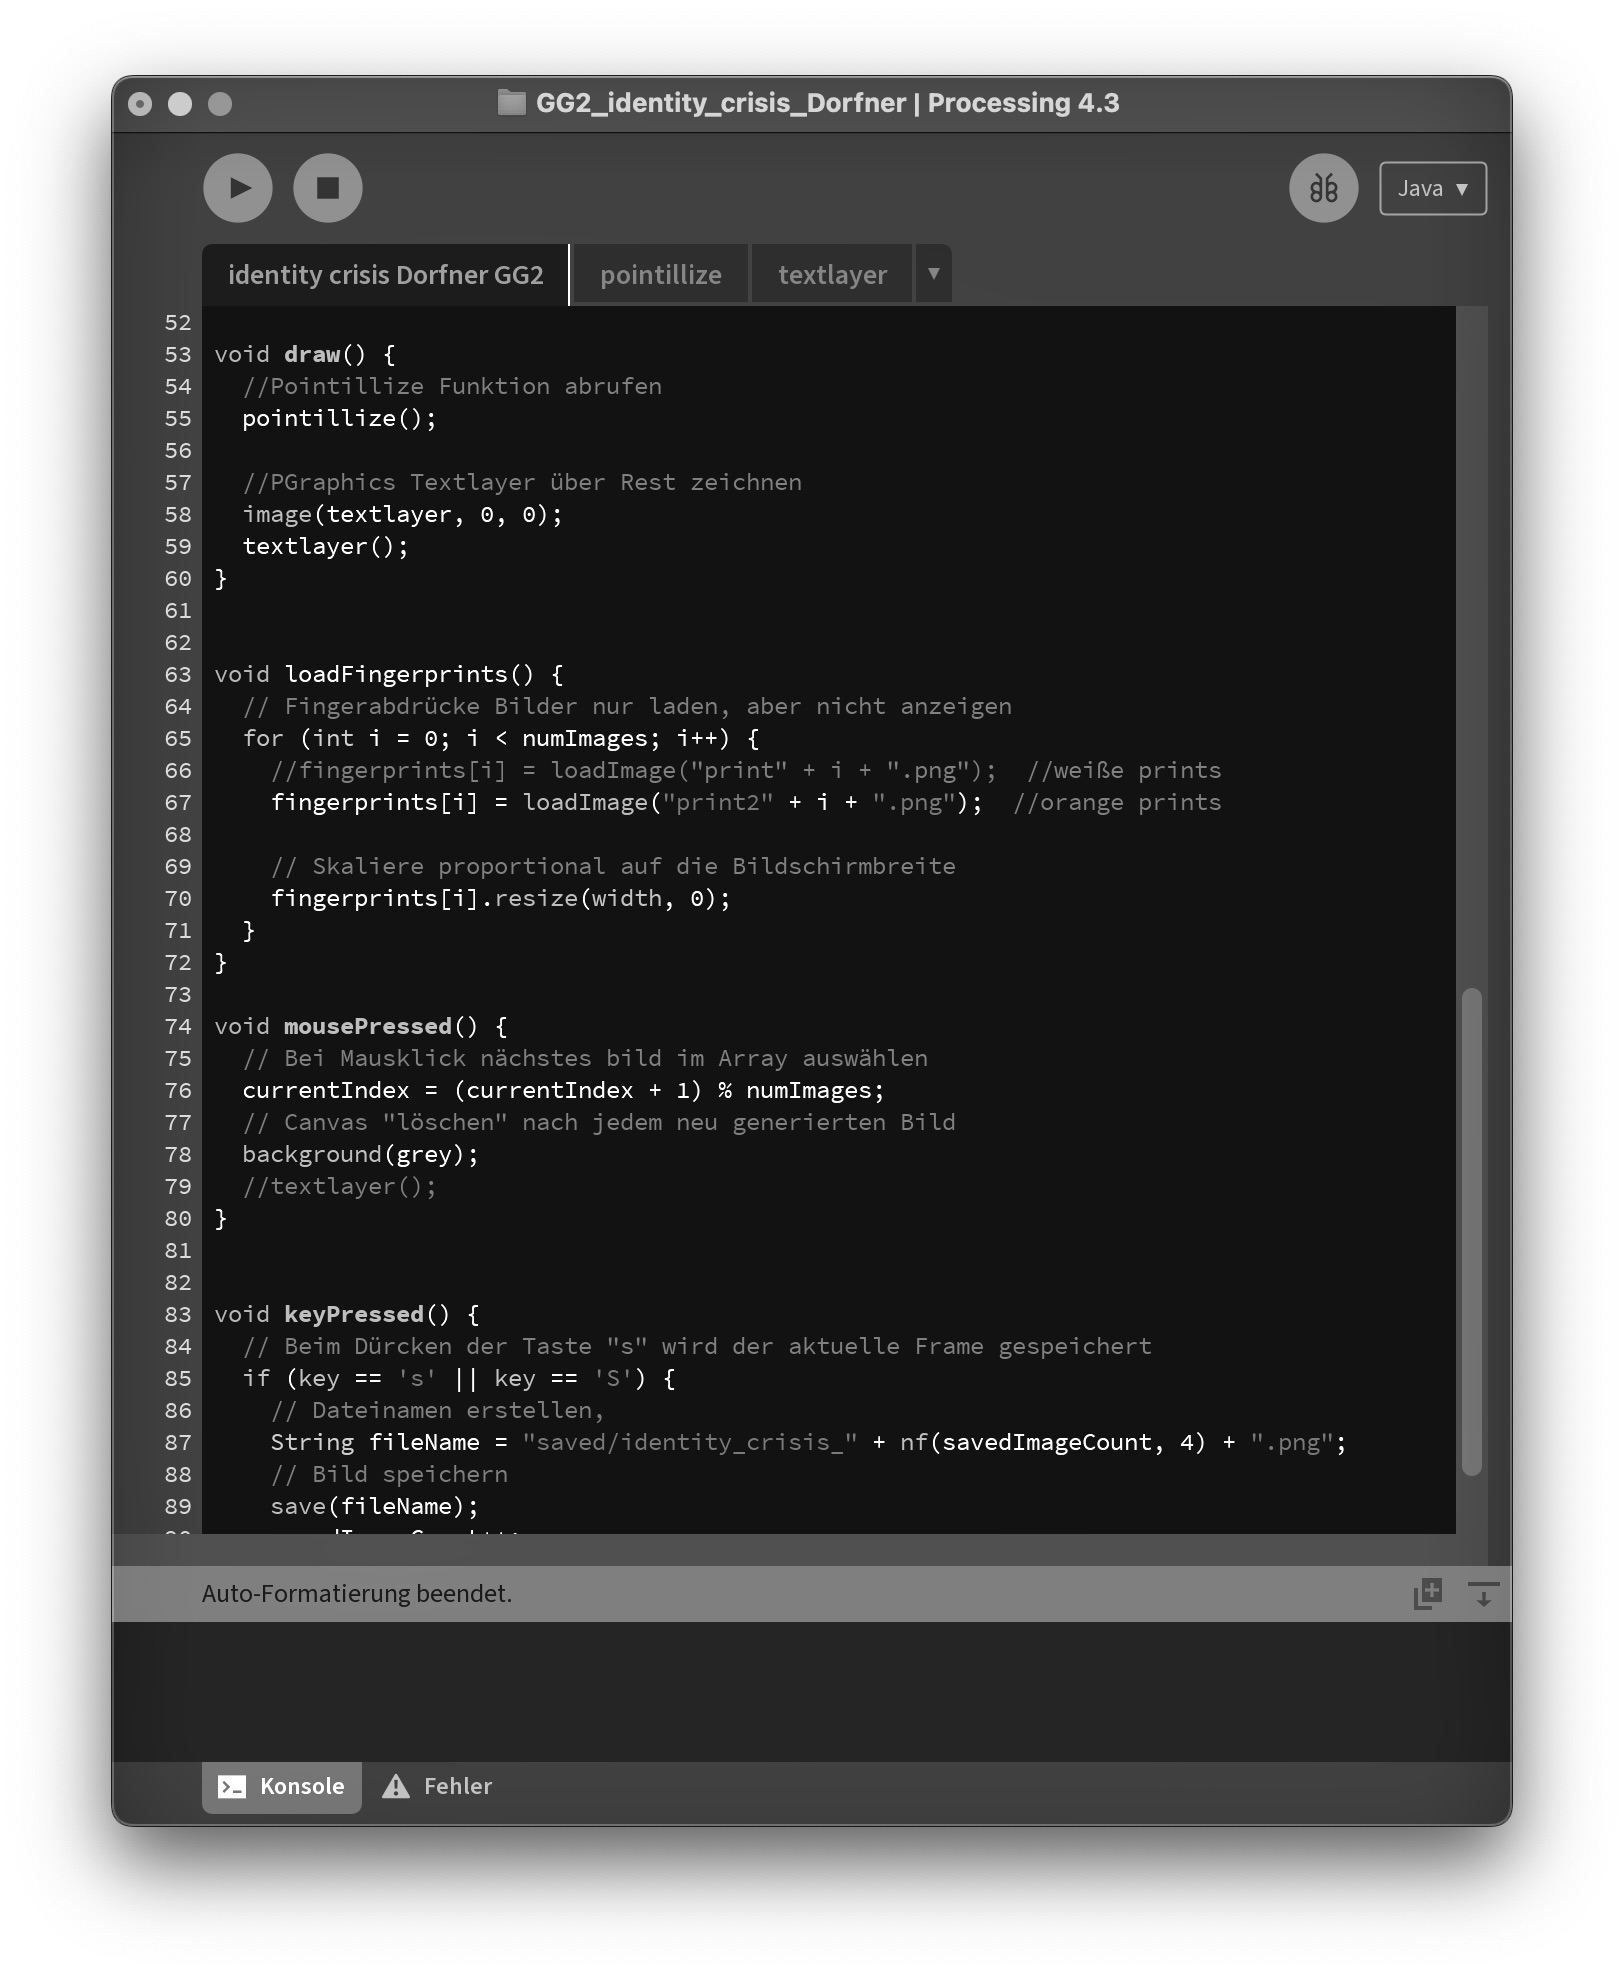 GG2_identity_crisis_Dorfner | Processing 4.3
Java ▼
identity crisis Dorfner GG2 pointillize textlayer ▼
52
53 void draw() {
54 //Pointillize Funktion abrufen
55 pointillize();
56
57 //PGraphics Textlayer über Rest zeichnen
58 image(textlayer, 0, 0);
59 textlayer();
60 }
61
62
63 void loadFingerprints() {
64 // Fingerabdrücke Bilder nur laden, aber nicht anzeigen
65 for (int i = 0; i < numImages; i++) {
66 //fingerprints[i] = loadImage("print" + i + ".png");  //weiße prints
67 fingerprints[i] = loadImage("print2" + i + ".png");  //orange prints
68
69 // Skaliere proportional auf die Bildschirmbreite
70 fingerprints[i].resize(width, 0);
71 }
72 }
73
74 void mousePressed() {
75 // Bei Mausklick nächstes bild im Array auswählen
76 currentIndex = (currentIndex + 1) % numImages;
77 // Canvas "löschen" nach jedem neu generierten Bild
78 background(grey);
79 //textlayer();
80 }
81
82
83 void keyPressed() {
84 // Beim Dürcken der Taste "s" wird der aktuelle Frame gespeichert
85 if (key == 's' || key == 'S') {
86 // Dateinamen erstellen,
87 String fileName = "saved/identity_crisis_" + nf(savedImageCount, 4) + ".png";
88 // Bild speichern
89 save(fileName);
Auto-Formatierung beendet.
Konsole Fehler